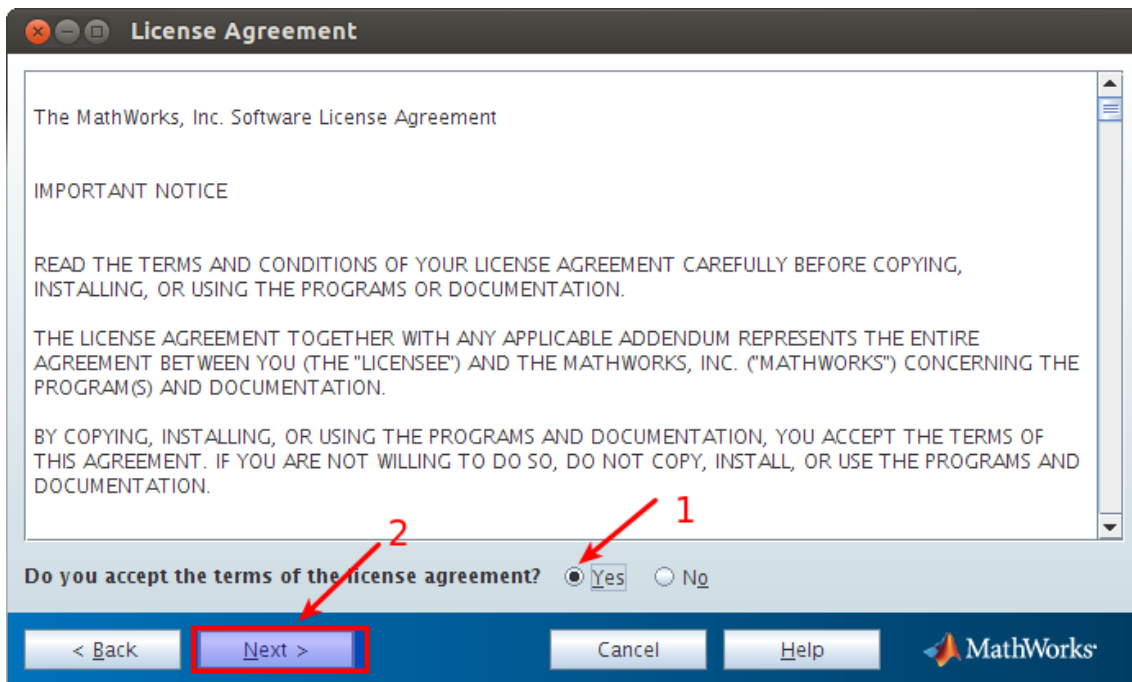 License Agreement
The MathWorks, Inc. Software License Agreement
IMPORTANT NOTICE
READ THE TERMS AND CONDITIONS OF YOUR LICENSE AGREEMENT CAREFULLY BEFORE COPYING,
INSTALLING, OR USING THE PROGRAMS OR DOCUMENTATION.
THE LICENSE AGREEMENT TOGETHER WITH ANY APPLICABLE ADDENDUM REPRESENTS THE ENTIRE
AGREEMENT BETWEEN YOU (THE "LICENSEE") AND THE MATHWORKS, INC. ("MATHWORKS") CONCERNING THE
PROGRAM(S) AND DOCUMENTATION.
BY COPYING, INSTALLING, OR USING THE PROGRAMS AND DOCUMENTATION, YOU ACCEPT THE TERMS OF
THIS AGREEMENT. IF YOU ARE NOT WILLING TO DO SO, DO NOT COPY, INSTALL, OR USE THE PROGRAMS AND
DOCUMENTATION.
1
2
Do you accept the terms of the license agreement? Yes No
< Back Next > Cancel Help MathWorks